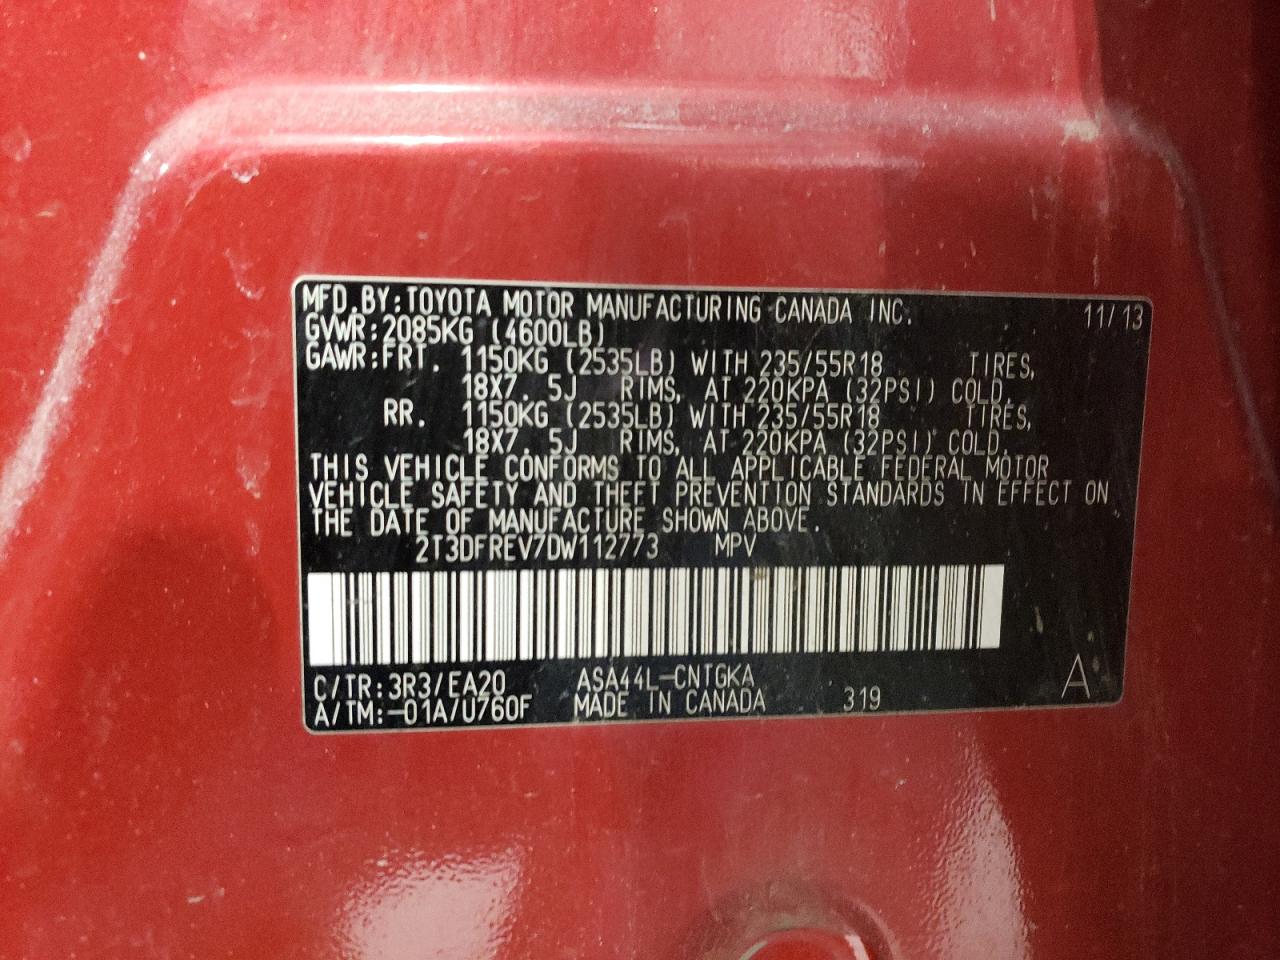 MFD.BY:TOYOTA MOTOR MANUFACTURING CANADA INC. 11/13
GVWR:2085KG (4600LB)
GAWR:FRT. 1150KG (2535LB) WITH 235/55R18 TIRES,
18X7. 5J RIMS, AT 220KPA (32PSI) COLD.
RR. 1150KG (2535LB) WITH 235/55R18 TIRES,
18X7. 5J RIMS, AT 220KPA (32PSI) COLD.
THIS VEHICLE CONFORMS TO ALL APPLICABLE FEDERAL MOTOR
VEHICLE SAFETY AND THEFT PREVENTION STANDARDS IN EFFECT ON
THE DATE OF MANUFACTURE SHOWN ABOVE.
2T3DFREV7DW112773 MPV
C/TR:3R3/EA20 ASA44L-CNTGKA
A/TM:-01A/U760F MADE IN CANADA 319 A